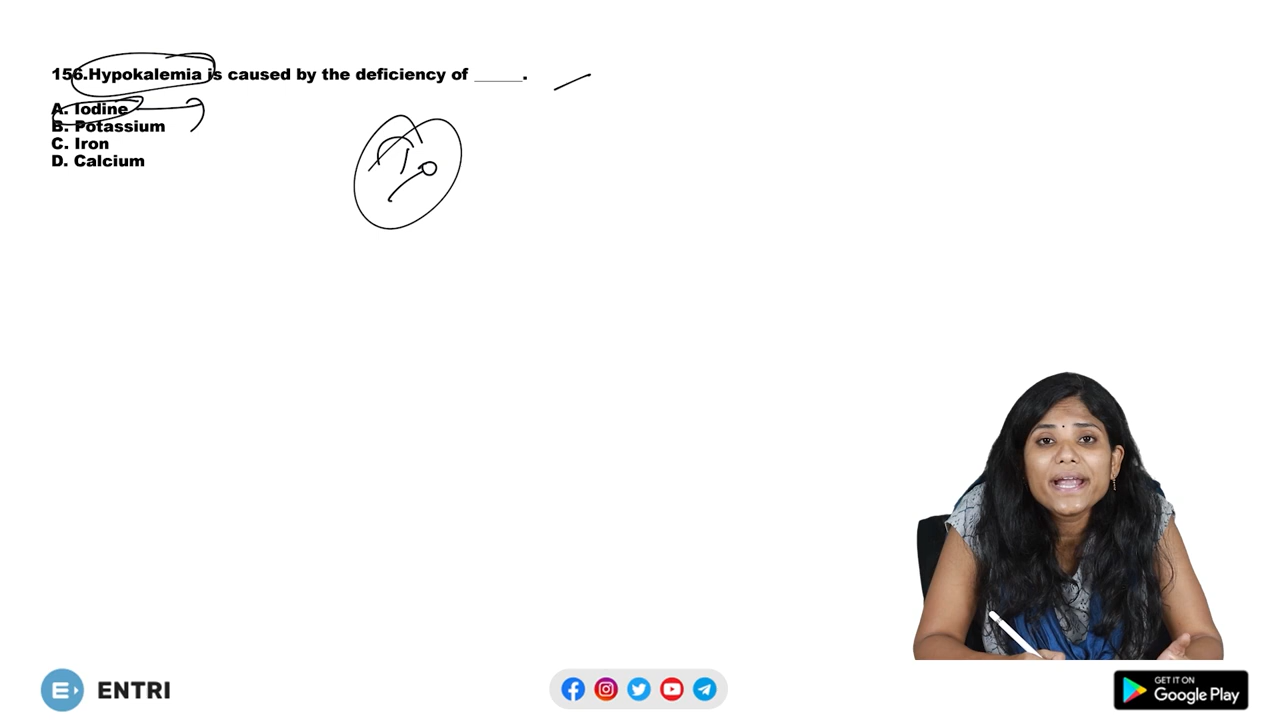 156.Hypokalemia is caused by the deficiency of ______.
A. Iodine
B. Potassium
C. Iron
D. Calcium
ENTRI
GET IT ON
Google Play